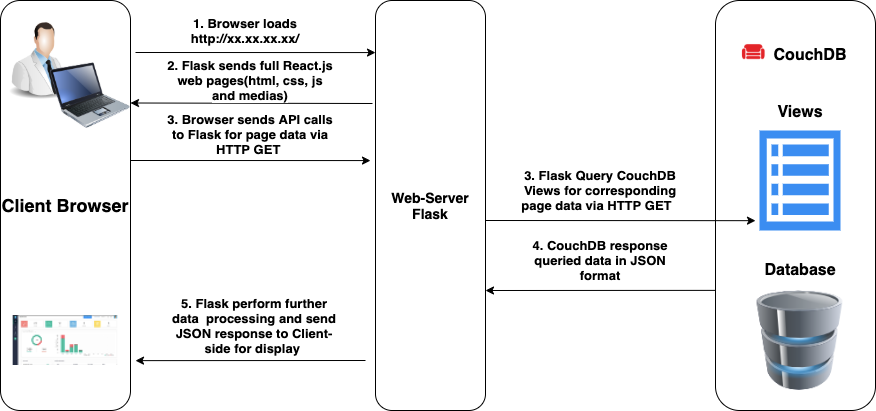 1. Browser loads
http://xx.xx.xx.xx/
2. Flask sends full React.js
web pages(html, css, js
and medias)
3. Browser sends API calls
to Flask for page data via
HTTP GET
Client Browser
5. Flask perform further
data processing and send
JSON response to Client-
side for display
Web-Server
Flask
3. Flask Query CouchDB
Views for corresponding
page data via HTTP GET
4. CouchDB response
queried data in JSON
format
CouchDB
Views
Database